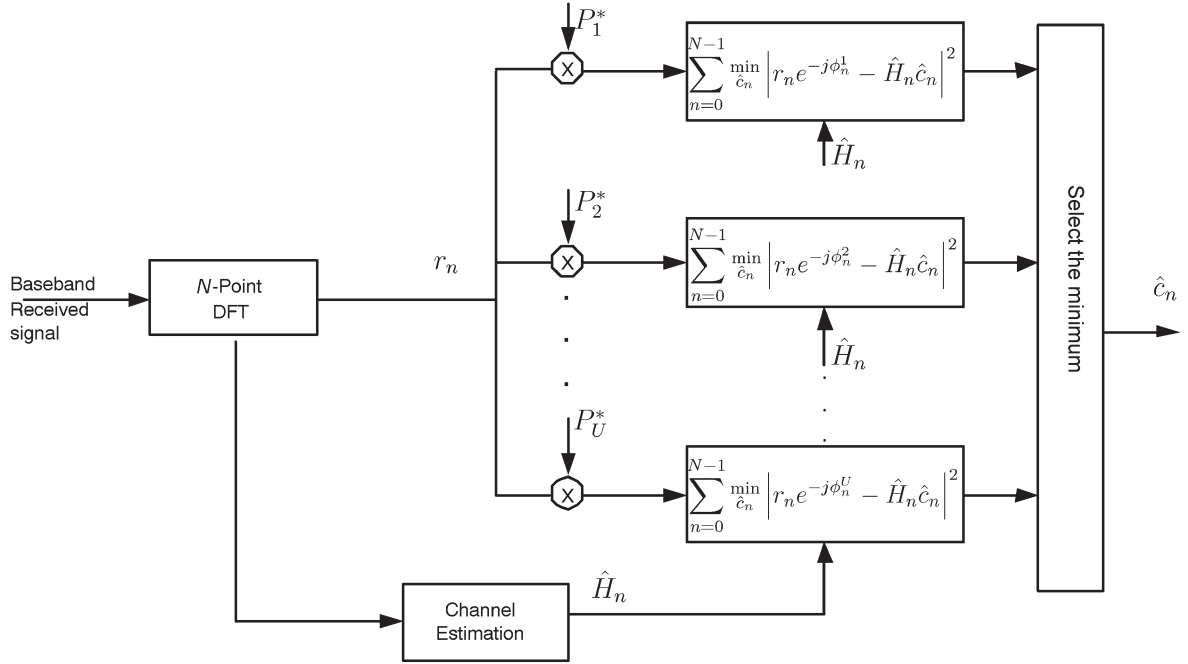 P_1^*
\sum_{n=0}^{N-1} \min_{\hat{c}_n} \left| r_n e^{-j\phi_n^1} - \hat{H}_n \hat{c}_n \right|^2
\hat{H}_n
P_2^*
r_n
\sum_{n=0}^{N-1} \min_{\hat{c}_n} \left| r_n e^{-j\phi_n^2} - \hat{H}_n \hat{c}_n \right|^2
\hat{H}_n
Baseband
Received
signal
N-Point
DFT
Select the minimum
\hat{c}_n
P_U^*
\sum_{n=0}^{N-1} \min_{\hat{c}_n} \left| r_n e^{-j\phi_n^U} - \hat{H}_n \hat{c}_n \right|^2
\hat{H}_n
Channel
Estimation
X
X
X